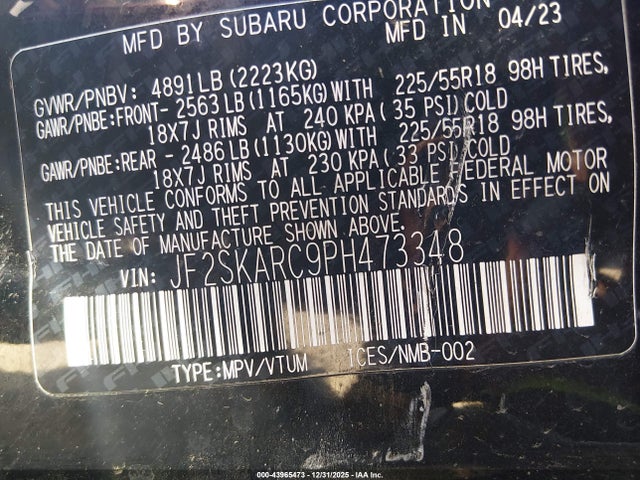 MFD BY SUBARU CORPORATION
MFD IN 04/23
GVWR/PNBV: 4891LB (2223KG)
GAWR/PNBE:FRONT- 2563LB (1165KG) WITH 225/55R18 98H TIRES,
18X7J RIMS AT 240 KPA (35 PSI) COLD
GAWR/PNBE:REAR - 2486LB (1130KG) WITH 225/55R18 98H TIRES,
18X7J RIMS AT 230 KPA (33 PSI) COLD
THIS VEHICLE CONFORMS TO ALL APPLICABLE FEDERAL MOTOR
VEHICLE SAFETY AND THEFT PREVENTION STANDARDS IN EFFECT ON
THE DATE OF MANUFACTURE SHOWN ABOVE.
VIN: JF2SKARC9PH473348
TYPE:MPV/VTUM ICES/NMB-002
000-43965473 - 12/31/2025 - IAA Inc.